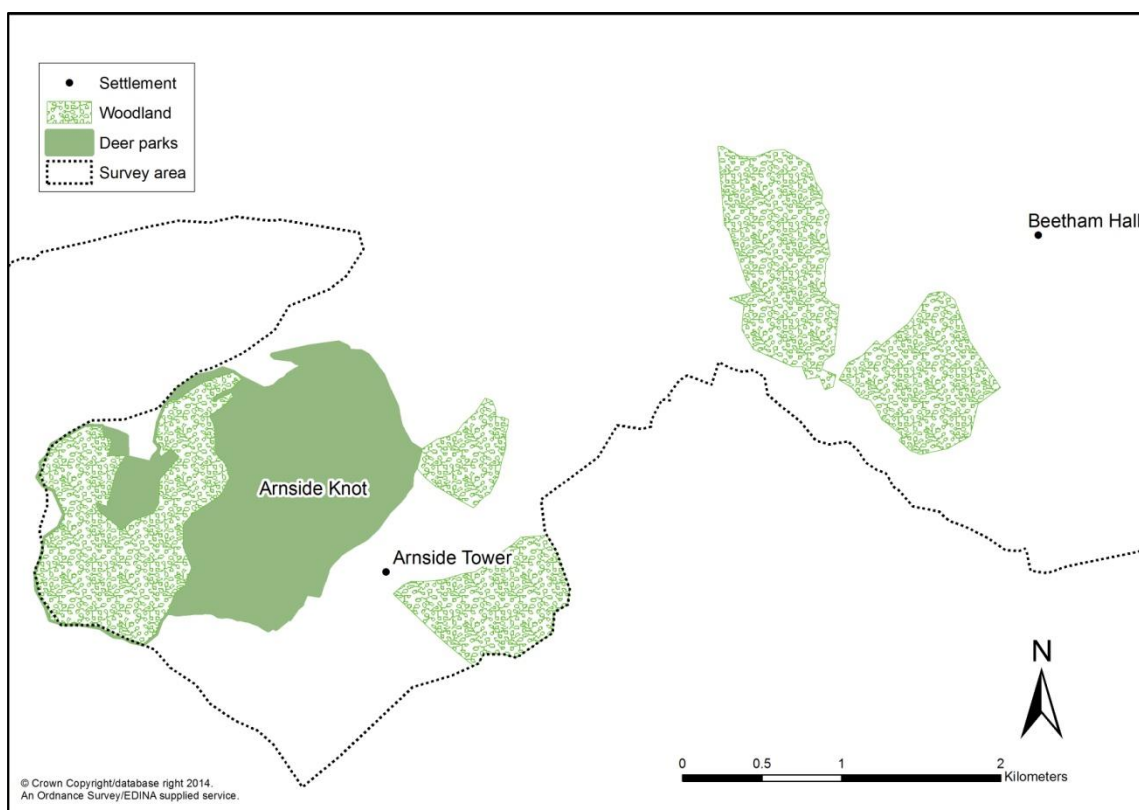 Settlement
Woodland
Deer parks
Survey area
Beetham Hall
Arnside Knot
Arnside Tower
N
0 0.5 1 2
Kilometers
© Crown Copyright/database right 2014.
An Ordnance Survey/EDINA supplied service.